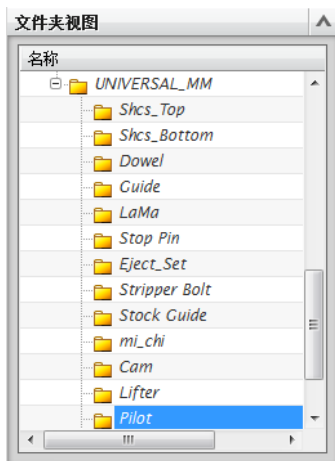 文件夹视图
名称
UNIVERSAL_MM
Shcs_Top
Shcs_Bottom
Dowel
Guide
LaMa
Stop Pin
Eject_Set
Stripper Bolt
Stock Guide
mi_chi
Cam
Lifter
Pilot